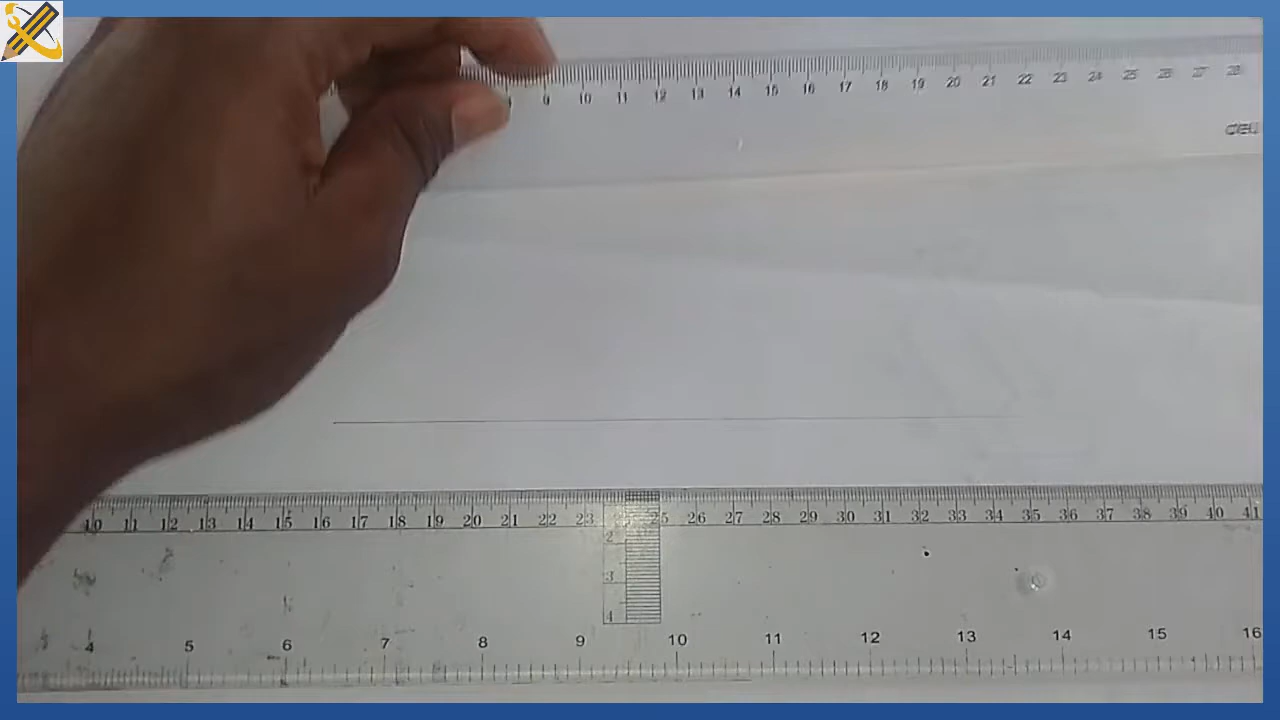 9 10 11 12 13 14 15 16 17 18 19 20 21 22 23 24 25 26 27 28
deli
10 11 12 13 14 15 16 17 18 19 20 21 22 23 25 26 27 28 29 30 31 32 33 34 35 36 37 38 39 40 41
2
3
4
4 5 6 7 8 9 10 11 12 13 14 15 16